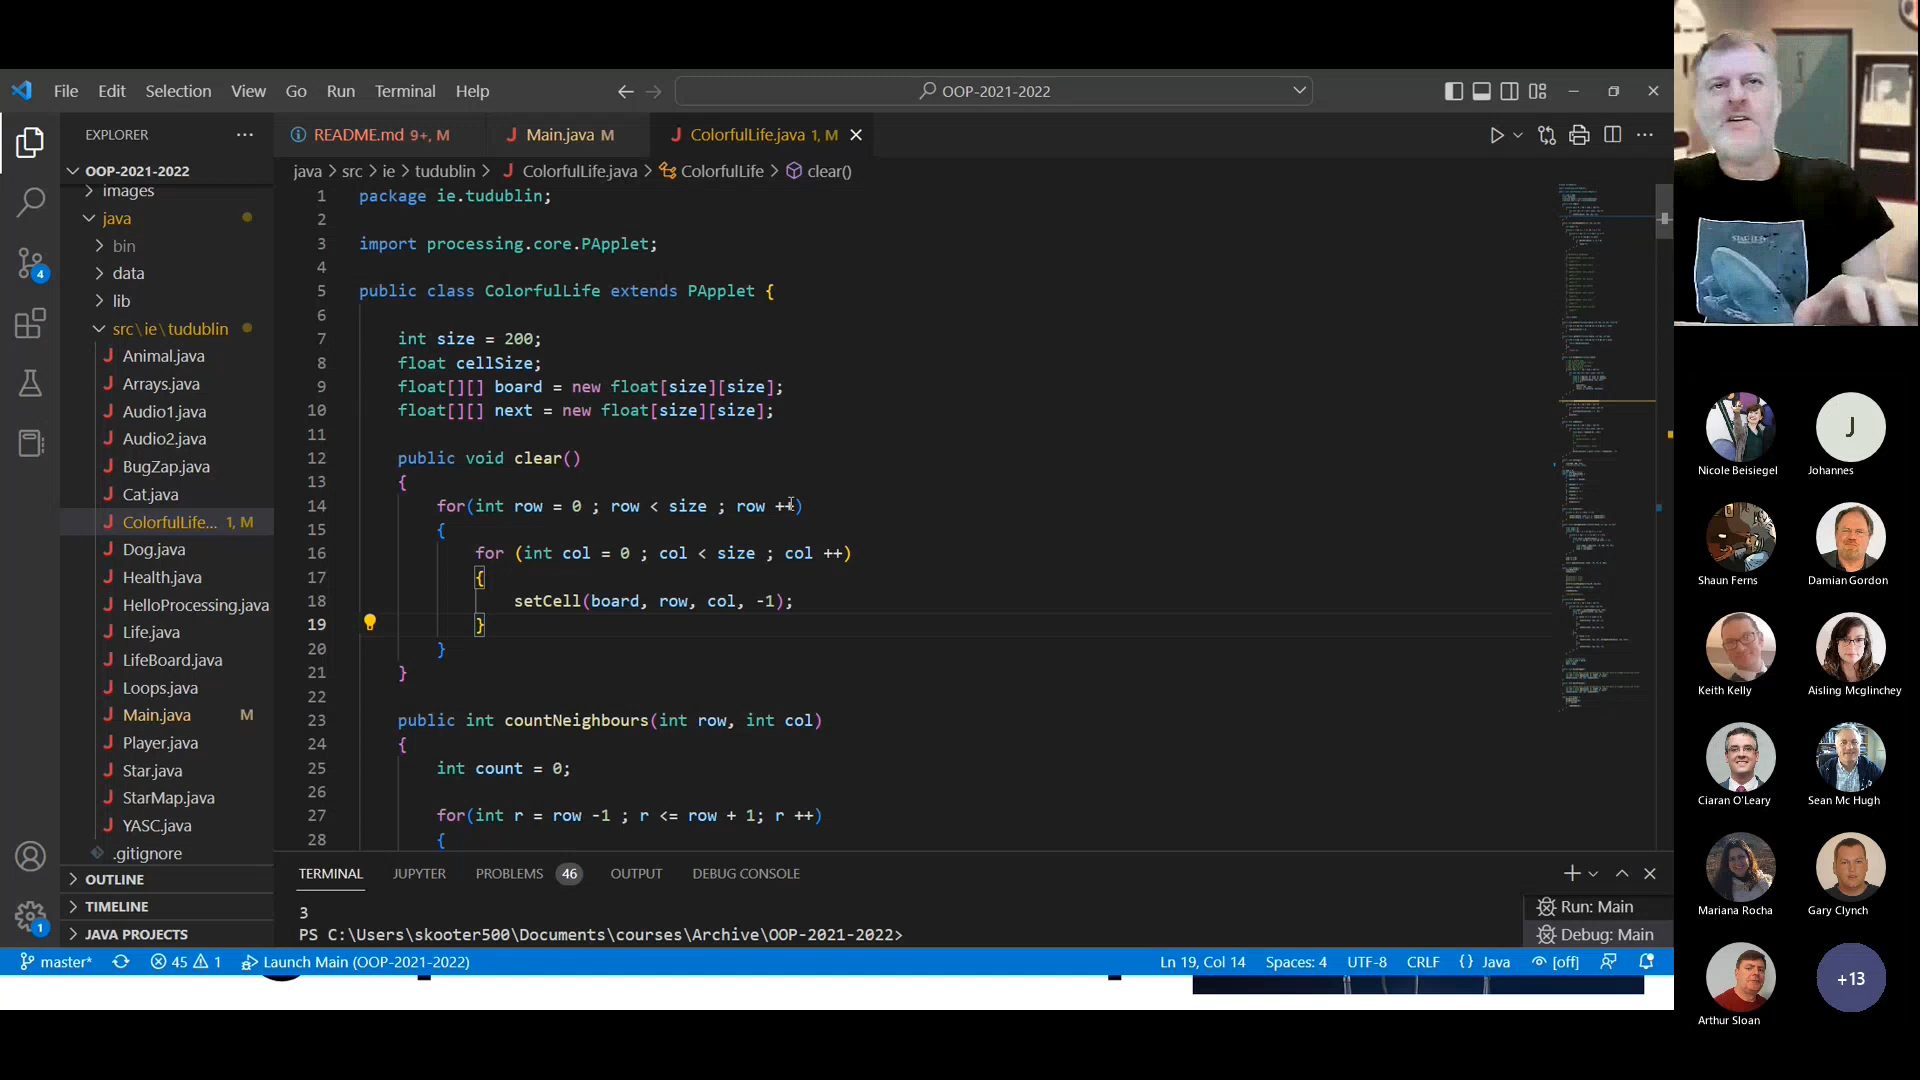 File Edit Selection View Go Run Terminal Help
OOP-2021-2022
EXPLORER
README.md 9+, M
Main.java M
ColorfulLife.java 1, M
OOP-2021-2022
java > src > ie > tudublin > ColorfulLife.java > ColorfulLife > clear()
images
java
bin
data
lib
src\ie\tudublin
Animal.java
Arrays.java
Audio1.java
Audio2.java
BugZap.java
Cat.java
ColorfulLife... 1, M
Dog.java
Health.java
HelloProcessing.java
Life.java
LifeBoard.java
Loops.java
Main.java M
Player.java
Star.java
StarMap.java
YASC.java
.gitignore
OUTLINE
TIMELINE
JAVA PROJECTS
4
1
1 package ie.tudublin;
2
3 import processing.core.PApplet;
4
5 public class ColorfulLife extends PApplet {
6
7 int size = 200;
8 float cellSize;
9 float[][] board = new float[size][size];
10 float[][] next = new float[size][size];
11
12 public void clear()
13 {
14 for(int row = 0 ; row < size ; row ++)
15 {
16 for (int col = 0 ; col < size ; col ++)
17 {
18 setCell(board, row, col, -1);
19 }
20 }
21 }
22
23 public int countNeighbours(int row, int col)
24 {
25 int count = 0;
26
27 for(int r = row -1 ; r <= row + 1; r ++)
28 {
TERMINAL JUPYTER PROBLEMS 46 OUTPUT DEBUG CONSOLE
3
PS C:\Users\skooter500\Documents\courses\Archive\OOP-2021-2022>
Run: Main
Debug: Main
master* 45 1 Launch Main (OOP-2021-2022)
Ln 19, Col 14 Spaces: 4 UTF-8 CRLF {} Java [off]
Nicole Beisiegel
J
Johannes
Shaun Ferns
Damian Gordon
Keith Kelly
Aisling Mcglinchey
Ciaran O'Leary
Sean Mc Hugh
Mariana Rocha
Gary Clynch
Arthur Sloan
+13